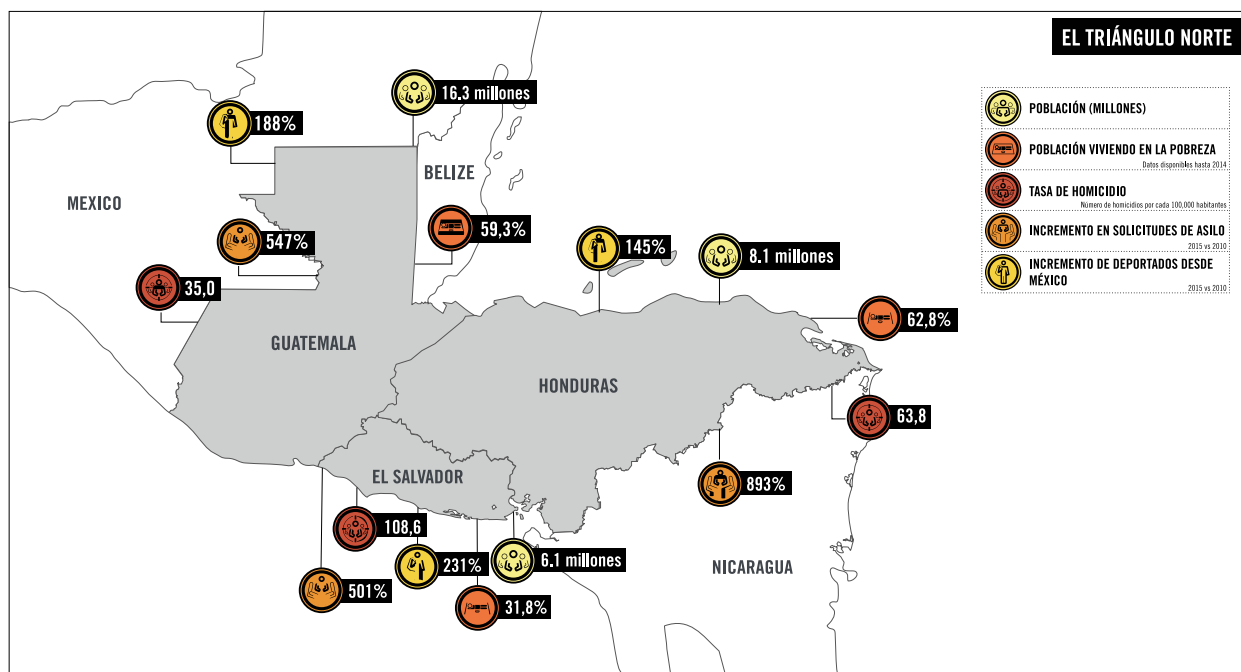 EL TRIÁNGULO NORTE
POBLACIÓN (MILLONES)
POBLACIÓN VIVIENDO EN LA POBREZA
Datos disponibles hasta 2014
TASA DE HOMICIDIO
Número de homicidios por cada 100,000 habitantes
INCREMENTO EN SOLICITUDES DE ASILO
2015 vs 2010
INCREMENTO DE DEPORTADOS DESDE
MÉXICO
2015 vs 2010
16.3 millones
188%
BELIZE
MEXICO
59,3%
547%
145%
8.1 millones
35,0
62,8%
GUATEMALA
HONDURAS
63,8
EL SALVADOR
893%
108,6
231%
6.1 millones
NICARAGUA
501%
31,8%